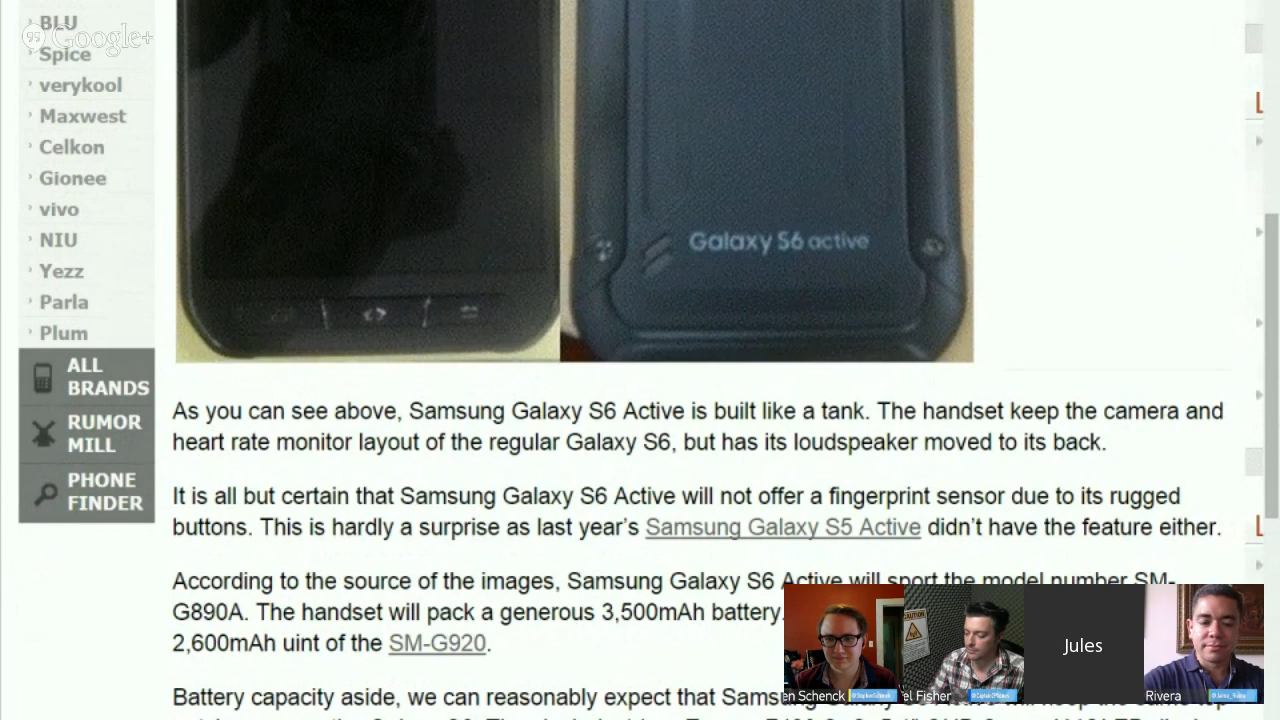 BLU
Google+
Spice
verykool
Maxwest
Celkon
Gionee
vivo
NIU
Yezz
Parla
Plum
ALL
BRANDS
RUMOR
MILL
PHONE
FINDER
Galaxy S6 active
As you can see above, Samsung Galaxy S6 Active is built like a tank. The handset keep the camera and
heart rate monitor layout of the regular Galaxy S6, but has its loudspeaker moved to its back.
It is all but certain that Samsung Galaxy S6 Active will not offer a fingerprint sensor due to its rugged
buttons. This is hardly a surprise as last year's Samsung Galaxy S5 Active didn't have the feature either.
According to the source of the images, Samsung Galaxy S6 Active will sport the model number SM-
G890A. The handset will pack a generous 3,500mAh battery.
2,600mAh uint of the SM-G920.
Battery capacity aside, we can reasonably expect that Samsung
CAUTION
Jules
en Schenck
el Fisher
Rivera